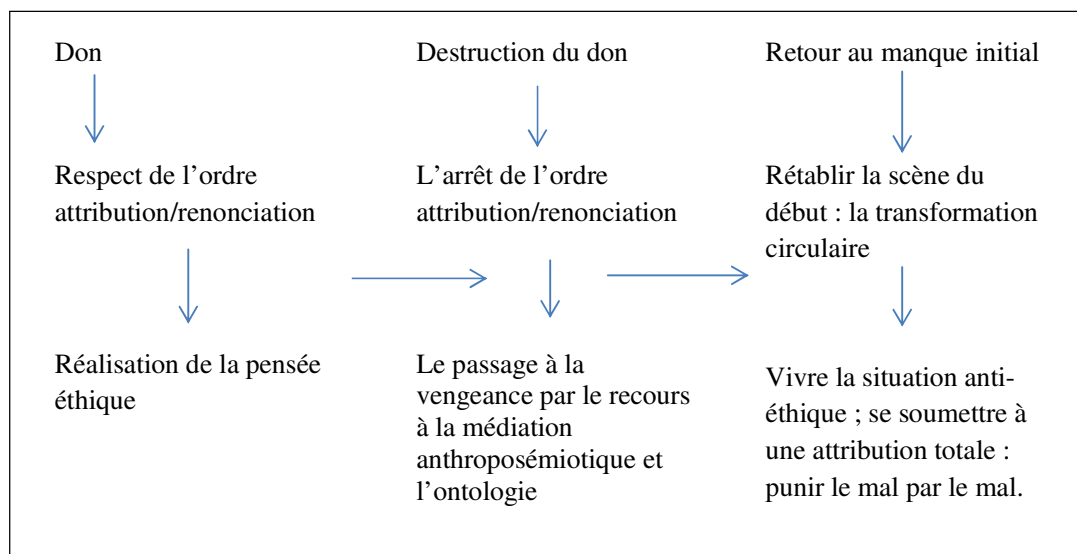 Don
Respect de l’ordre
attribution/renonciation
Réalisation de la pensée
éthique
Destruction du don
L’arrêt de l’ordre
attribution/renonciation
Le passage à la
vengeance par le recours
à la médiation
anthroposémiotique et
l’ontologie
Retour au manque initial
Rétablir la scène du
début : la transformation
circulaire
Vivre la situation anti-
éthique ; se soumettre à
une attribution totale :
punir le mal par le mal.